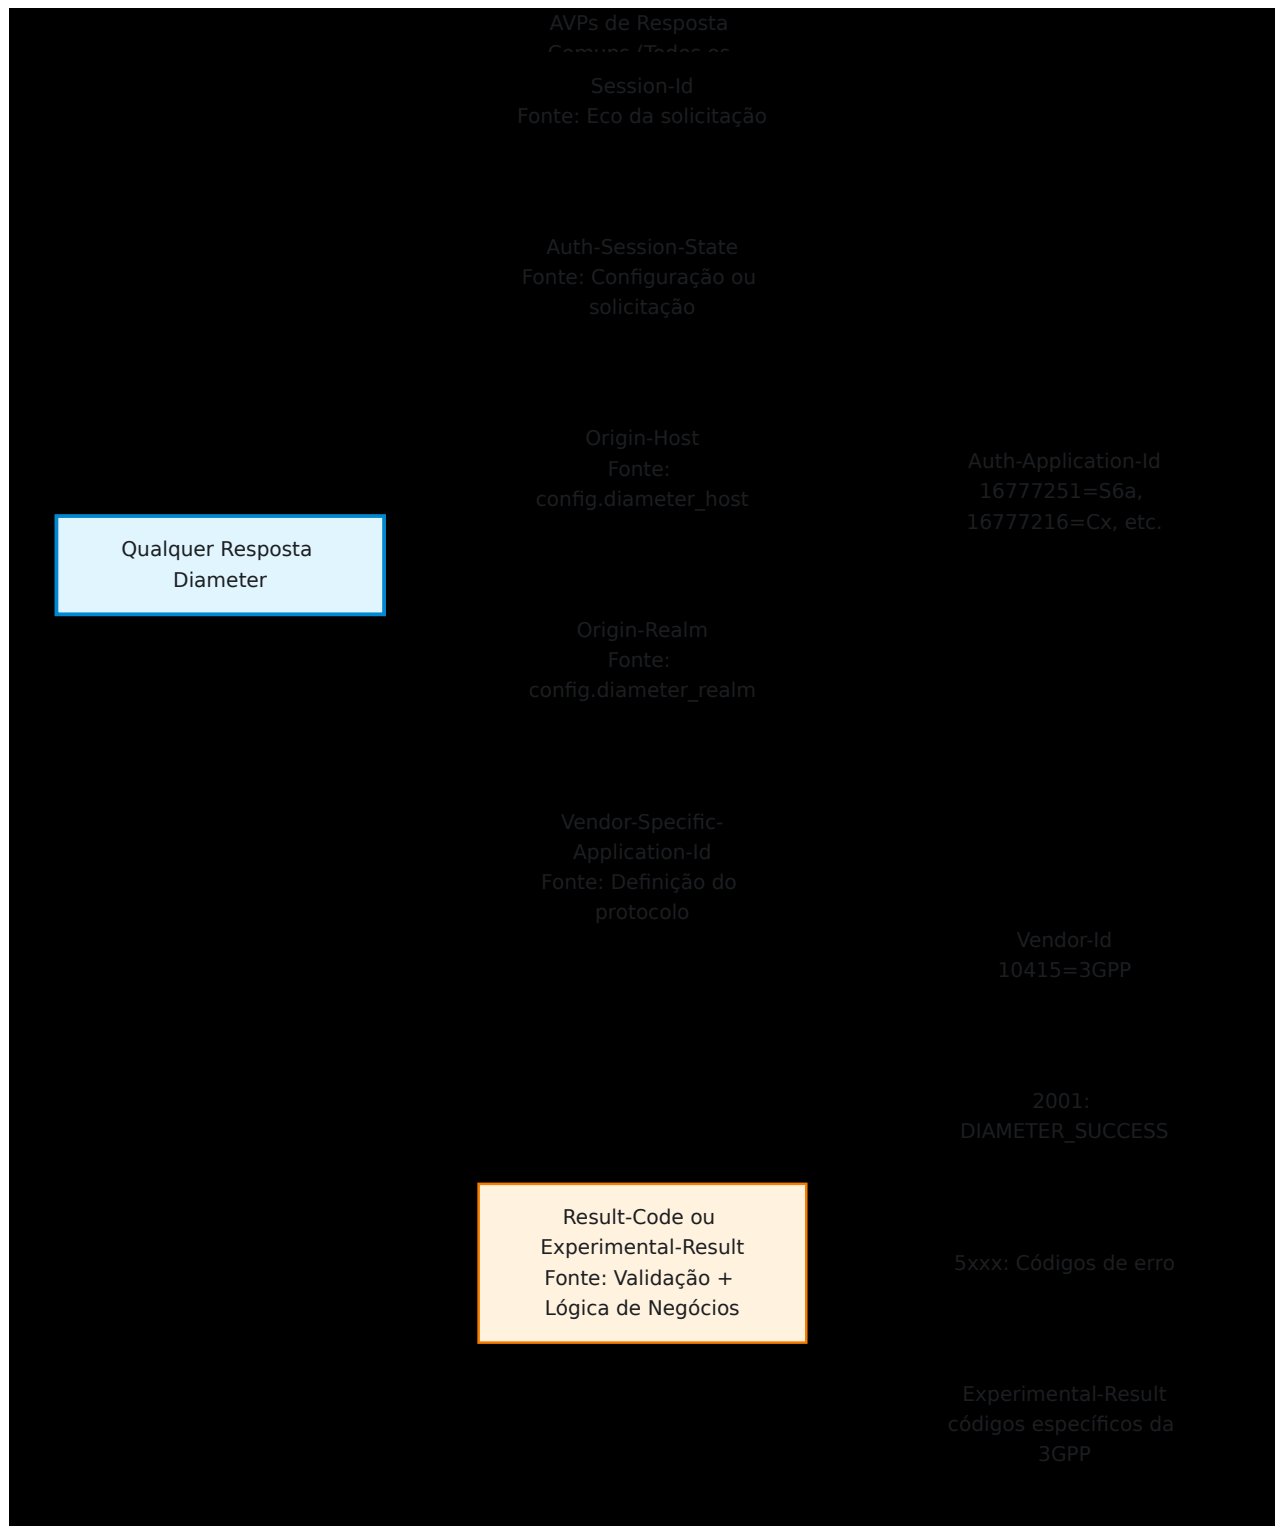 AVPs de Resposta
Comuns (Todos os
Session-Id
Fonte: Eco da solicitação
Auth-Session-State
Fonte: Configuração ou
solicitação
Origin-Host
Fonte:
config.diameter_host
Auth-Application-Id
16777251=S6a,
16777216=Cx, etc.
Qualquer Resposta
Diameter
Origin-Realm
Fonte:
config.diameter_realm
Vendor-Specific-
Application-Id
Fonte: Definição do
protocolo
Vendor-Id
10415=3GPP
2001:
DIAMETER_SUCCESS
Result-Code ou
Experimental-Result
Fonte: Validação +
Lógica de Negócios
5xxx: Códigos de erro
Experimental-Result
códigos específicos da
3GPP